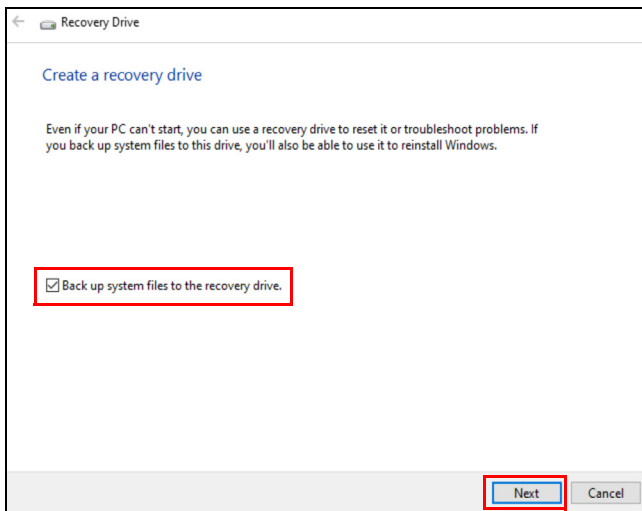 Recovery Drive
Create a recovery drive
Even if your PC can't start, you can use a recovery drive to reset it or troubleshoot problems. If
you back up system files to this drive, you'll also be able to use it to reinstall Windows.
Back up system files to the recovery drive.
Next Cancel